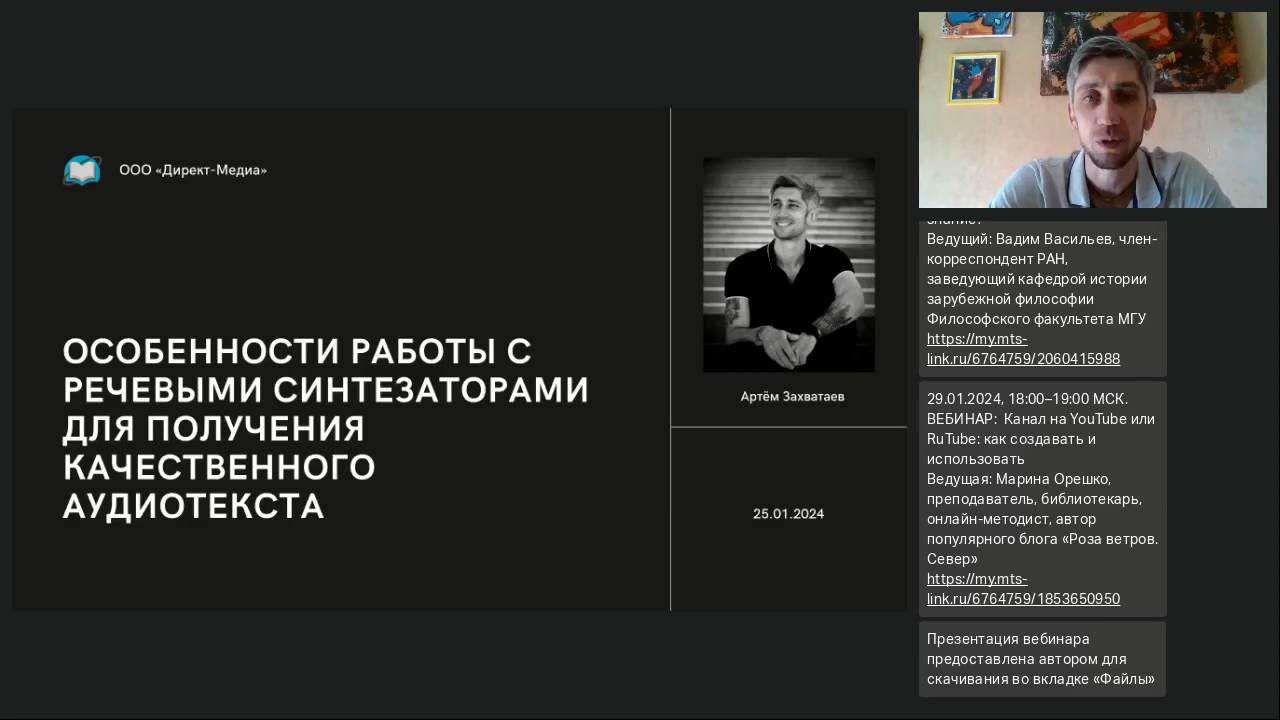 ООО «Директ-Медиа»
ОСОБЕННОСТИ РАБОТЫ С
РЕЧЕВЫМИ СИНТЕЗАТОРАМИ
ДЛЯ ПОЛУЧЕНИЯ
КАЧЕСТВЕННОГО
АУДИОТЕКСТА
Артём Захватаев
25.01.2024
Ведущий: Вадим Васильев, член-
корреспондент РАН,
заведующий кафедрой истории
зарубежной философии
Философского факультета МГУ
https://my.mts-
link.ru/6764759/2060415988
29.01.2024, 18:00–19:00 МСК.
ВЕБИНАР: Канал на YouTube или
RuTube: как создавать и
использовать
Ведущая: Марина Орешко,
преподаватель, библиотекарь,
онлайн-методист, автор
популярного блога «Роза ветров.
Север»
https://my.mts-
link.ru/6764759/1853650950
Презентация вебинара
предоставлена автором для
скачивания во вкладке «Файлы»